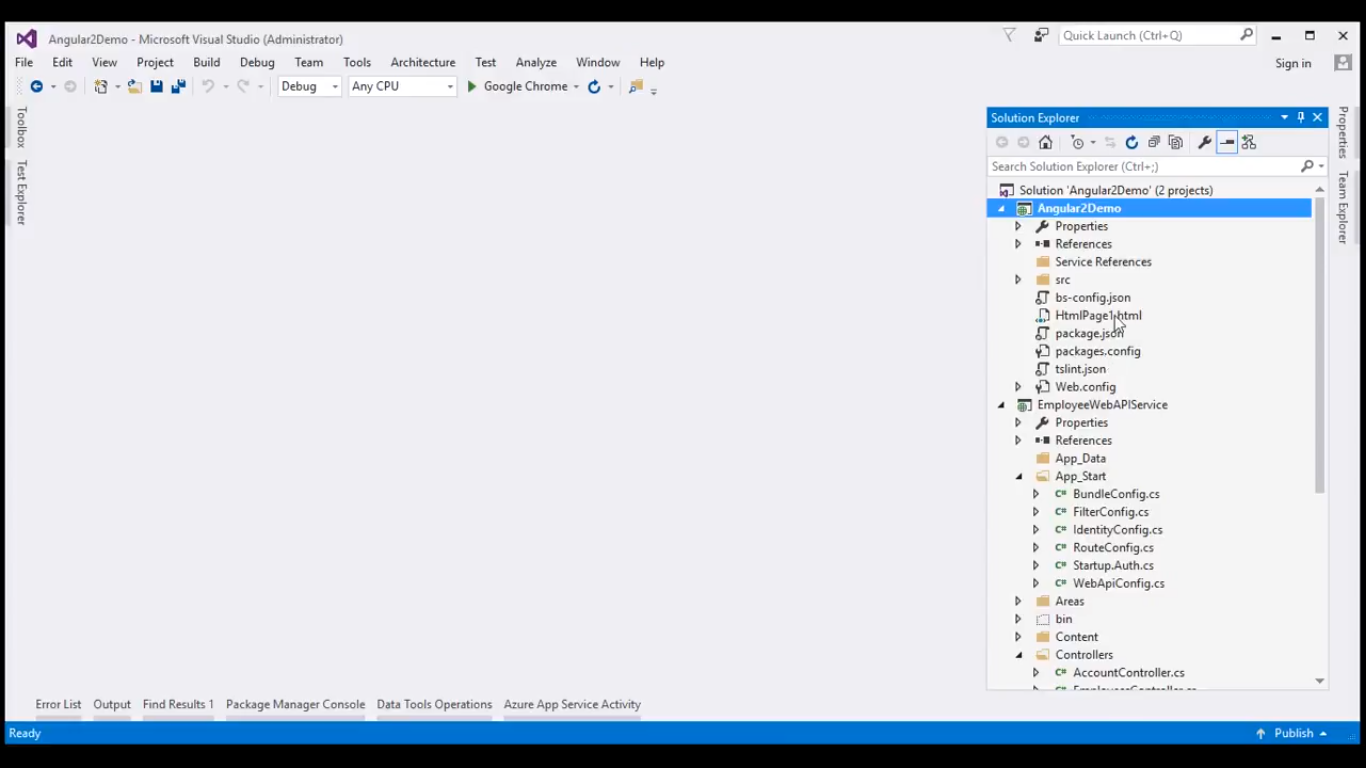 Angular2Demo - Microsoft Visual Studio (Administrator)
Quick Launch (Ctrl+Q)
File Edit View Project Build Debug Team Tools Architecture Test Analyze Window Help
Sign in
Debug Any CPU Google Chrome
Toolbox
Test Explorer
Solution Explorer
Search Solution Explorer (Ctrl+;)
Solution 'Angular2Demo' (2 projects)
Angular2Demo
Properties
References
Service References
src
bs-config.json
HtmlPage1.html
package.json
packages.config
tslint.json
Web.config
EmployeeWebAPIService
Properties
References
App_Data
App_Start
C# BundleConfig.cs
C# FilterConfig.cs
C# IdentityConfig.cs
C# RouteConfig.cs
C# Startup.Auth.cs
C# WebApiConfig.cs
Areas
bin
Content
Controllers
C# AccountController.cs
Properties
Team Explorer
Error List Output Find Results 1 Package Manager Console Data Tools Operations Azure App Service Activity
Ready
Publish